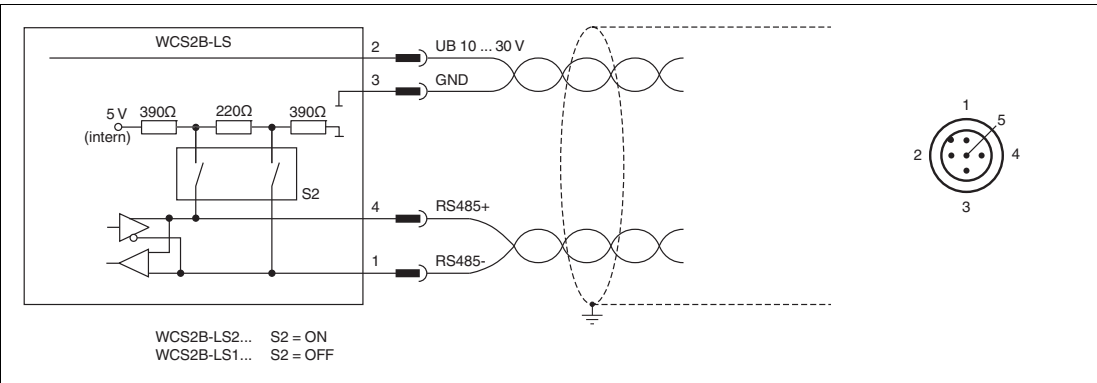 WCS2B-LS
2 UB 10 ... 30 V
3 GND
5 V 390Ω 220Ω 390Ω
(intern)
S2
4 RS485+
1 RS485-
WCS2B-LS2... S2 = ON
WCS2B-LS1... S2 = OFF
1
5
2
4
3